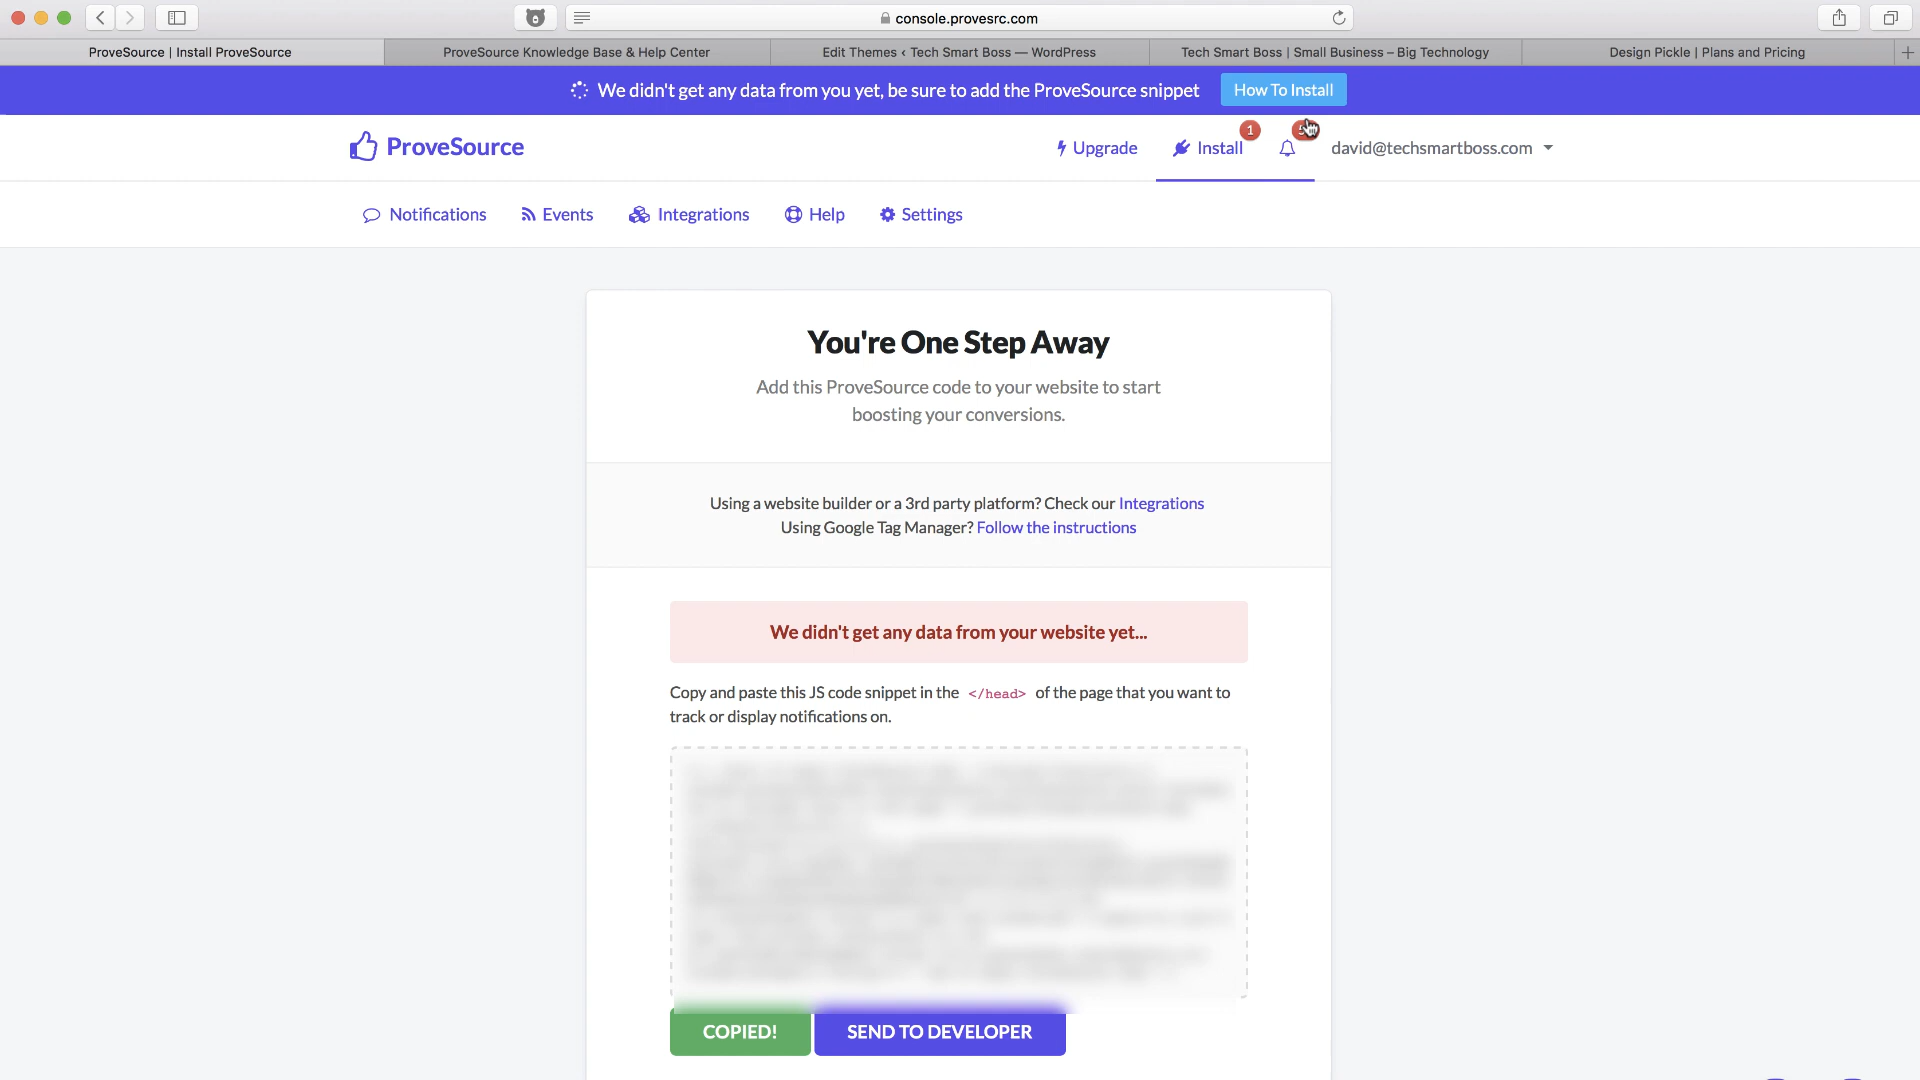 console.provesrc.com
ProveSource | Install ProveSource
ProveSource Knowledge Base & Help Center
Edit Themes ‹ Tech Smart Boss — WordPress
Tech Smart Boss | Small Business – Big Technology
Design Pickle | Plans and Pricing
We didn't get any data from you yet, be sure to add the ProveSource snippet
How To Install
ProveSource
Upgrade
Install
1
david@techsmartboss.com
Notifications
Events
Integrations
Help
Settings
You're One Step Away
Add this ProveSource code to your website to start
boosting your conversions.
Using a website builder or a 3rd party platform? Check our Integrations
Using Google Tag Manager? Follow the instructions
We didn't get any data from your website yet...
Copy and paste this JS code snippet in the </head> of the page that you want to
track or display notifications on.
COPIED!
SEND TO DEVELOPER